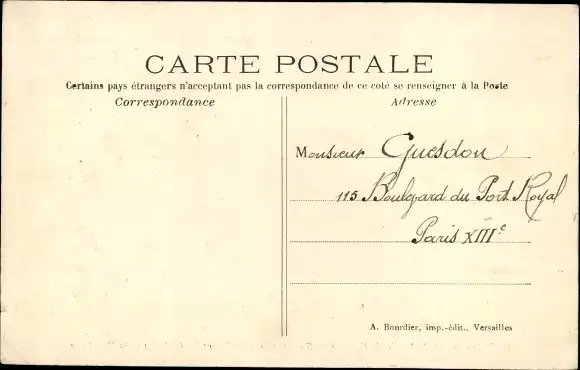 CARTE POSTALE
Certains pays étrangers n'acceptant pas la correspondance de ce coté se renseigner à la Poste
Correspondance
Adresse
Monsieur Guesdon
115 Boulgard du Port Royal
Paris XIIIe
A. Bourdier, imp.-édit., Versailles